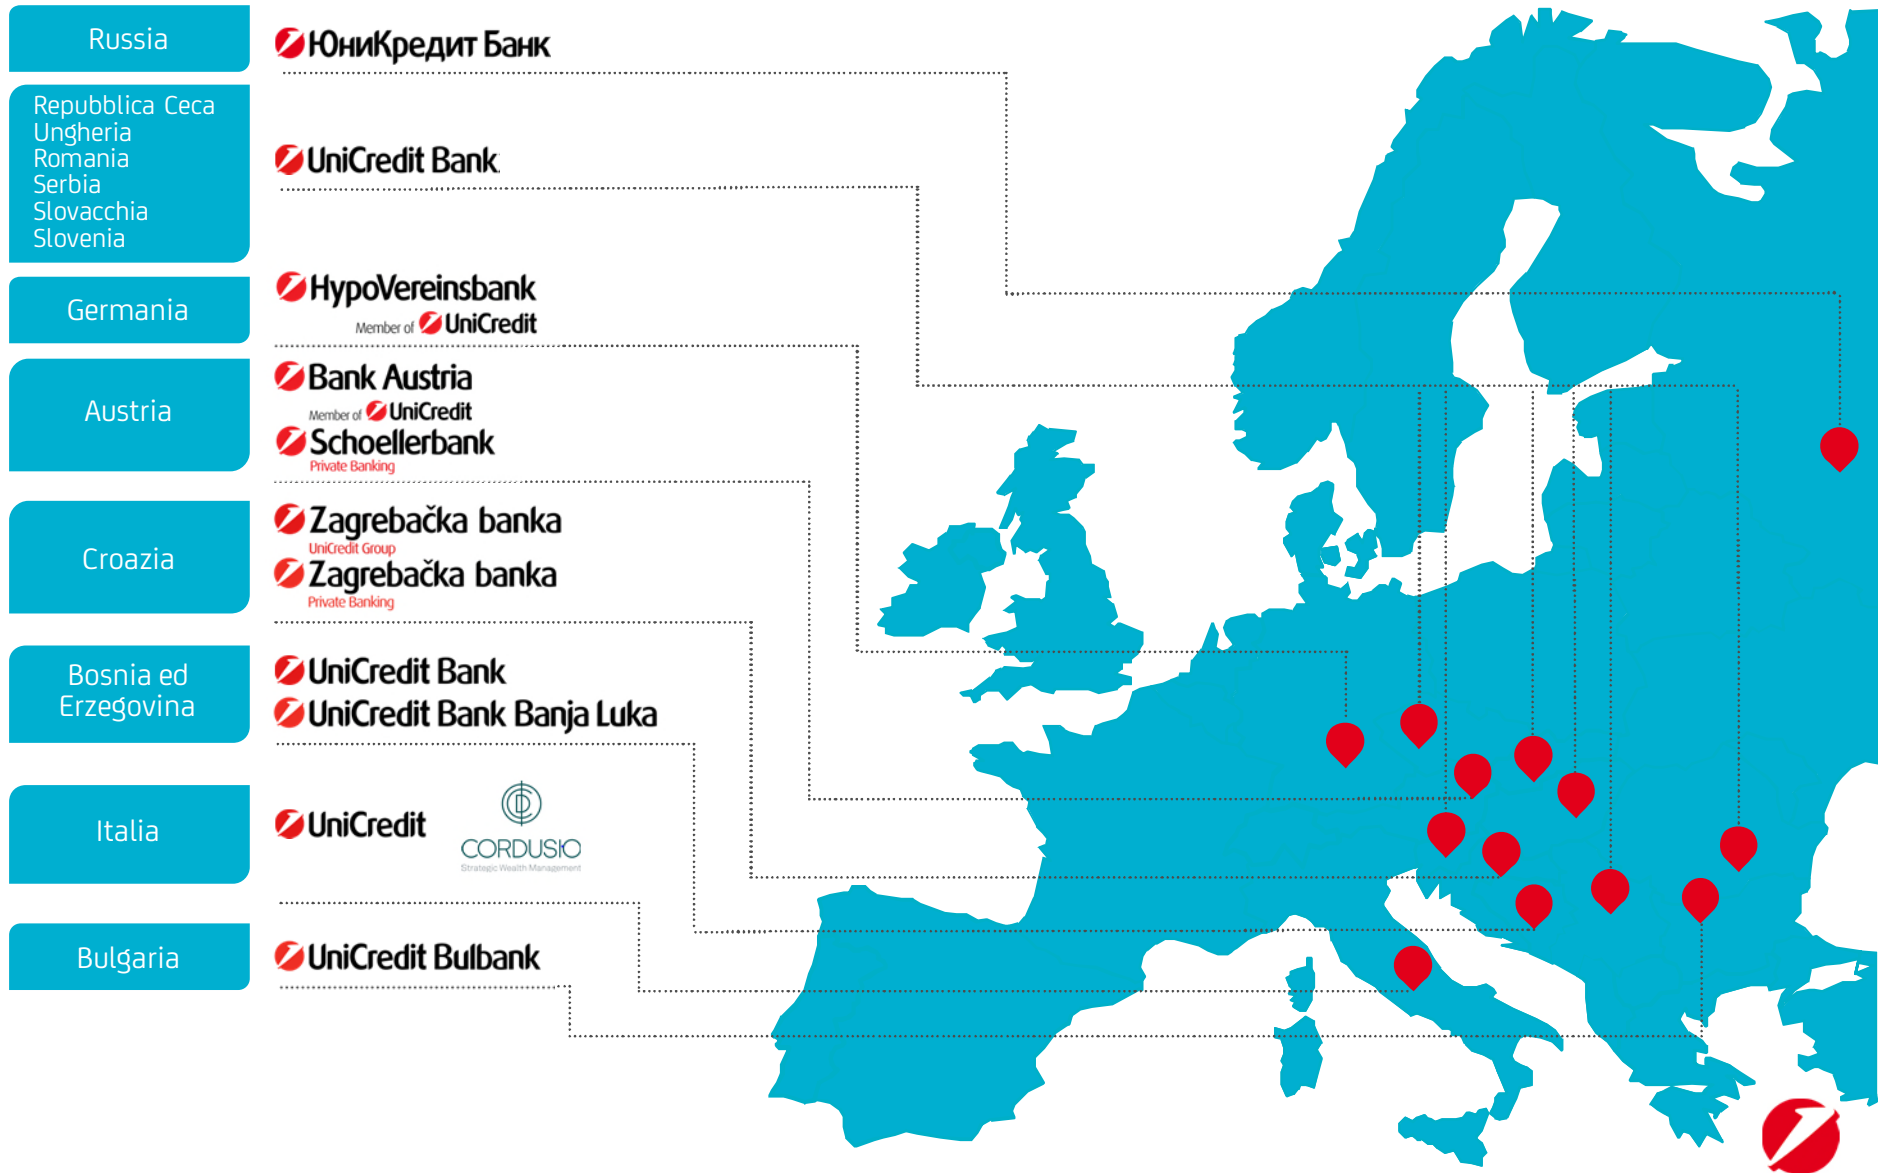 Russia
ЮниКредит Банк
Repubblica Ceca
Ungheria
Romania
Serbia
Slovacchia
Slovenia
UniCredit Bank
Germania
HypoVereinsbank
Member of UniCredit
Austria
Bank Austria
Member of UniCredit
Schoellerbank
Private Banking
Croazia
Zagrebačka banka
UniCredit Group
Zagrebačka banka
Private Banking
Bosnia ed
Erzegovina
UniCredit Bank
UniCredit Bank Banja Luka
Italia
UniCredit
CORDUSIO
Strategic Wealth Management
Bulgaria
UniCredit Bulbank